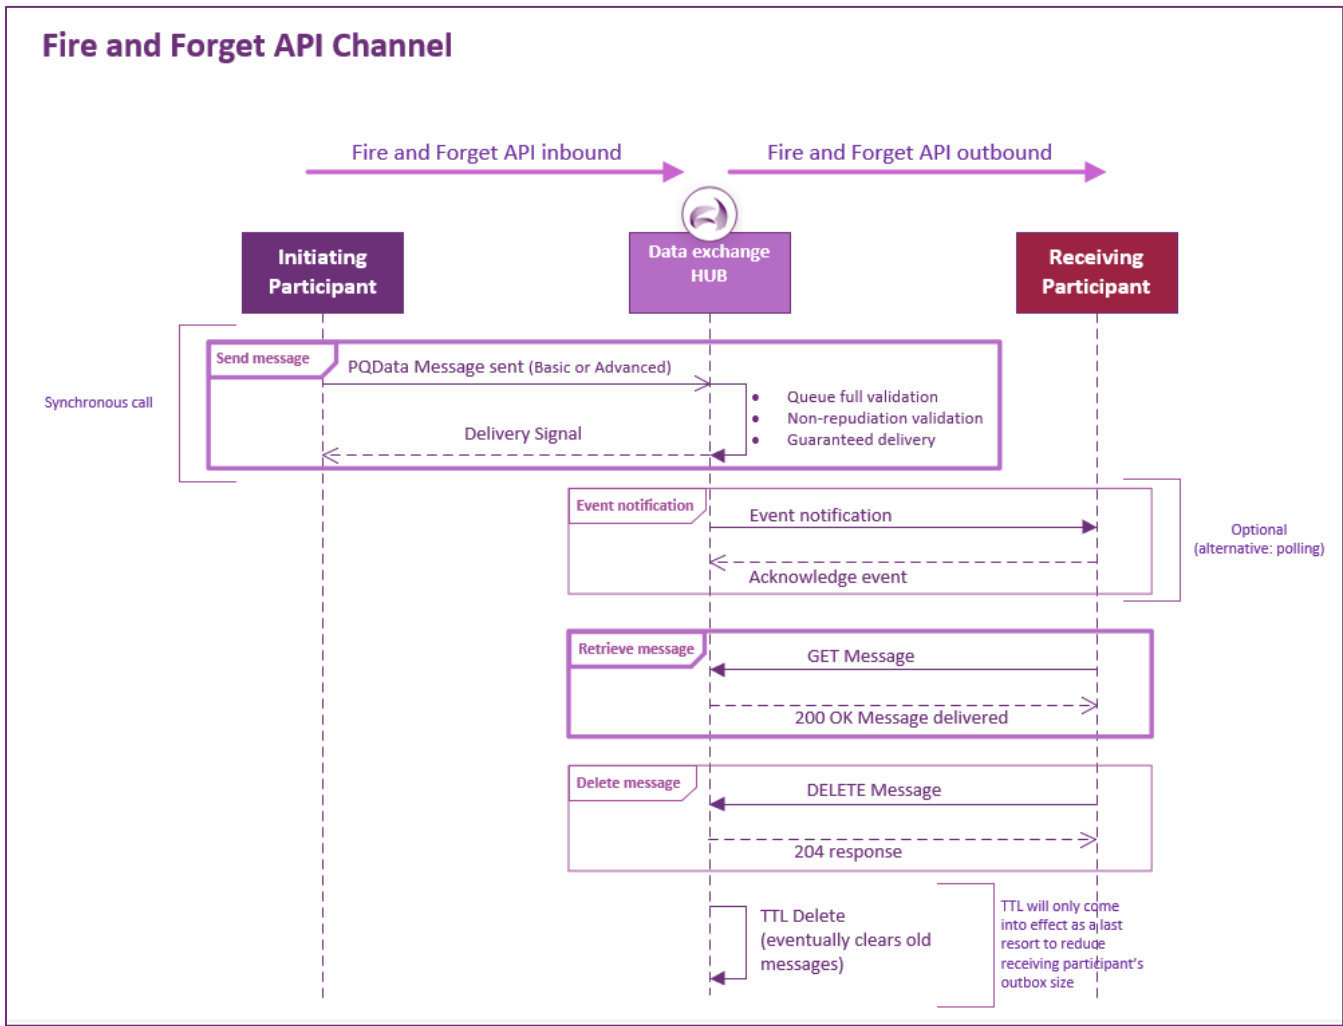 Fire and Forget API Channel
Fire and Forget API inbound
Fire and Forget API outbound
Initiating
Participant
Data exchange
HUB
Receiving
Participant
Send message
PQData Message sent (Basic or Advanced)
Synchronous call
• Queue full validation
• Non-repudiation validation
• Guaranteed delivery
Delivery Signal
Event notification
Event notification
Optional
(alternative: polling)
Acknowledge event
Retrieve message
GET Message
200 OK Message delivered
Delete message
DELETE Message
204 response
TTL Delete
(eventually clears old
messages)
TTL will only come
into effect as a last
resort to reduce
receiving participant's
outbox size